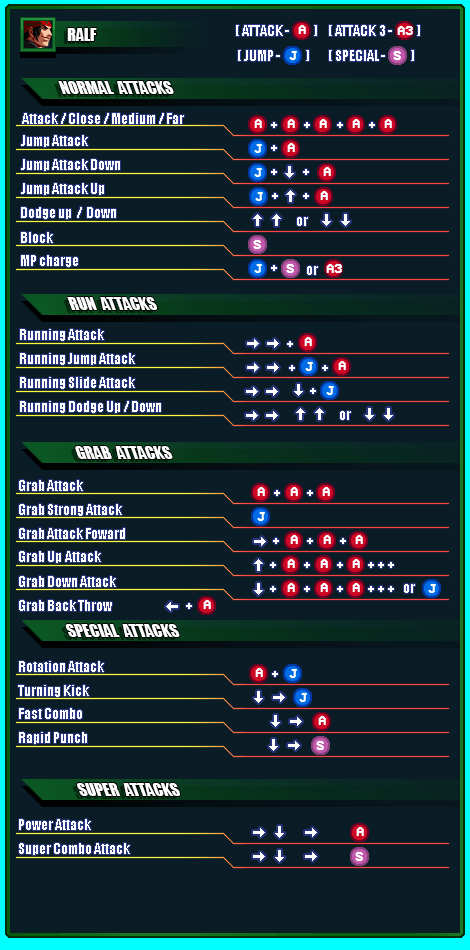 RALF
[ ATTACK - A ] [ ATTACK 3 - A3 ]
[ JUMP - J ] [ SPECIAL - S ]
NORMAL ATTACKS
Attack / Close / Medium / Far A + A + A + A + A
Jump Attack J + A
Jump Attack Down J + ↓ + A
Jump Attack Up J + ↑ + A
Dodge up / Down ↑ ↑ or ↓ ↓
Block S
MP charge J + S or A3
RUN ATTACKS
Running Attack → → + A
Running Jump Attack → → + J + A
Running Slide Attack → → ↓ + J
Running Dodge Up / Down → → ↑ ↑ or ↓ ↓
GRAB ATTACKS
Grab Attack A + A + A
Grab Strong Attack J
Grab Attack Foward → + A + A + A
Grab Up Attack ↑ + A + A + A + + +
Grab Down Attack ↓ + A + A + A + + + or J
Grab Back Throw ← + A
SPECIAL ATTACKS
Rotation Attack A + J
Turning Kick ↓ → J
Fast Combo ↓ → A
Rapid Punch ↓ → S
SUPER ATTACKS
Power Attack → ↓ → A
Super Combo Attack → ↓ → S